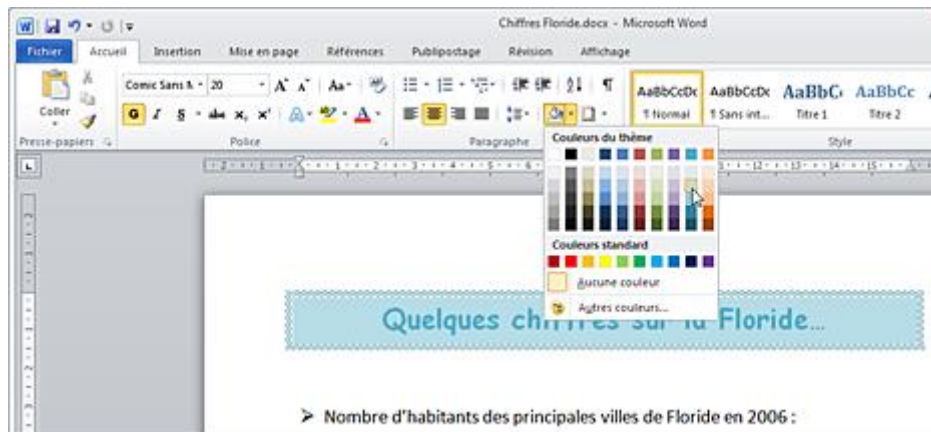 Chiffres Floride.docx - Microsoft Word
Fichier Accueil Insertion Mise en page Références Publipostage Révision Affichage
Comic Sans M 20 Aa
Coller
G I S abc x, x' A A
AaBbCcDc AaBbCcDc AaBbC AaBbCc
¶ Normal ¶ Sans int... Titre 1 Titre 2
Presse-papiers Police Paragraphe Style
Couleurs du thème
Couleurs standard
Aucune couleur
Autres couleurs...
Quelques chiffres sur la Floride...
➢ Nombre d'habitants des principales villes de Floride en 2006 :